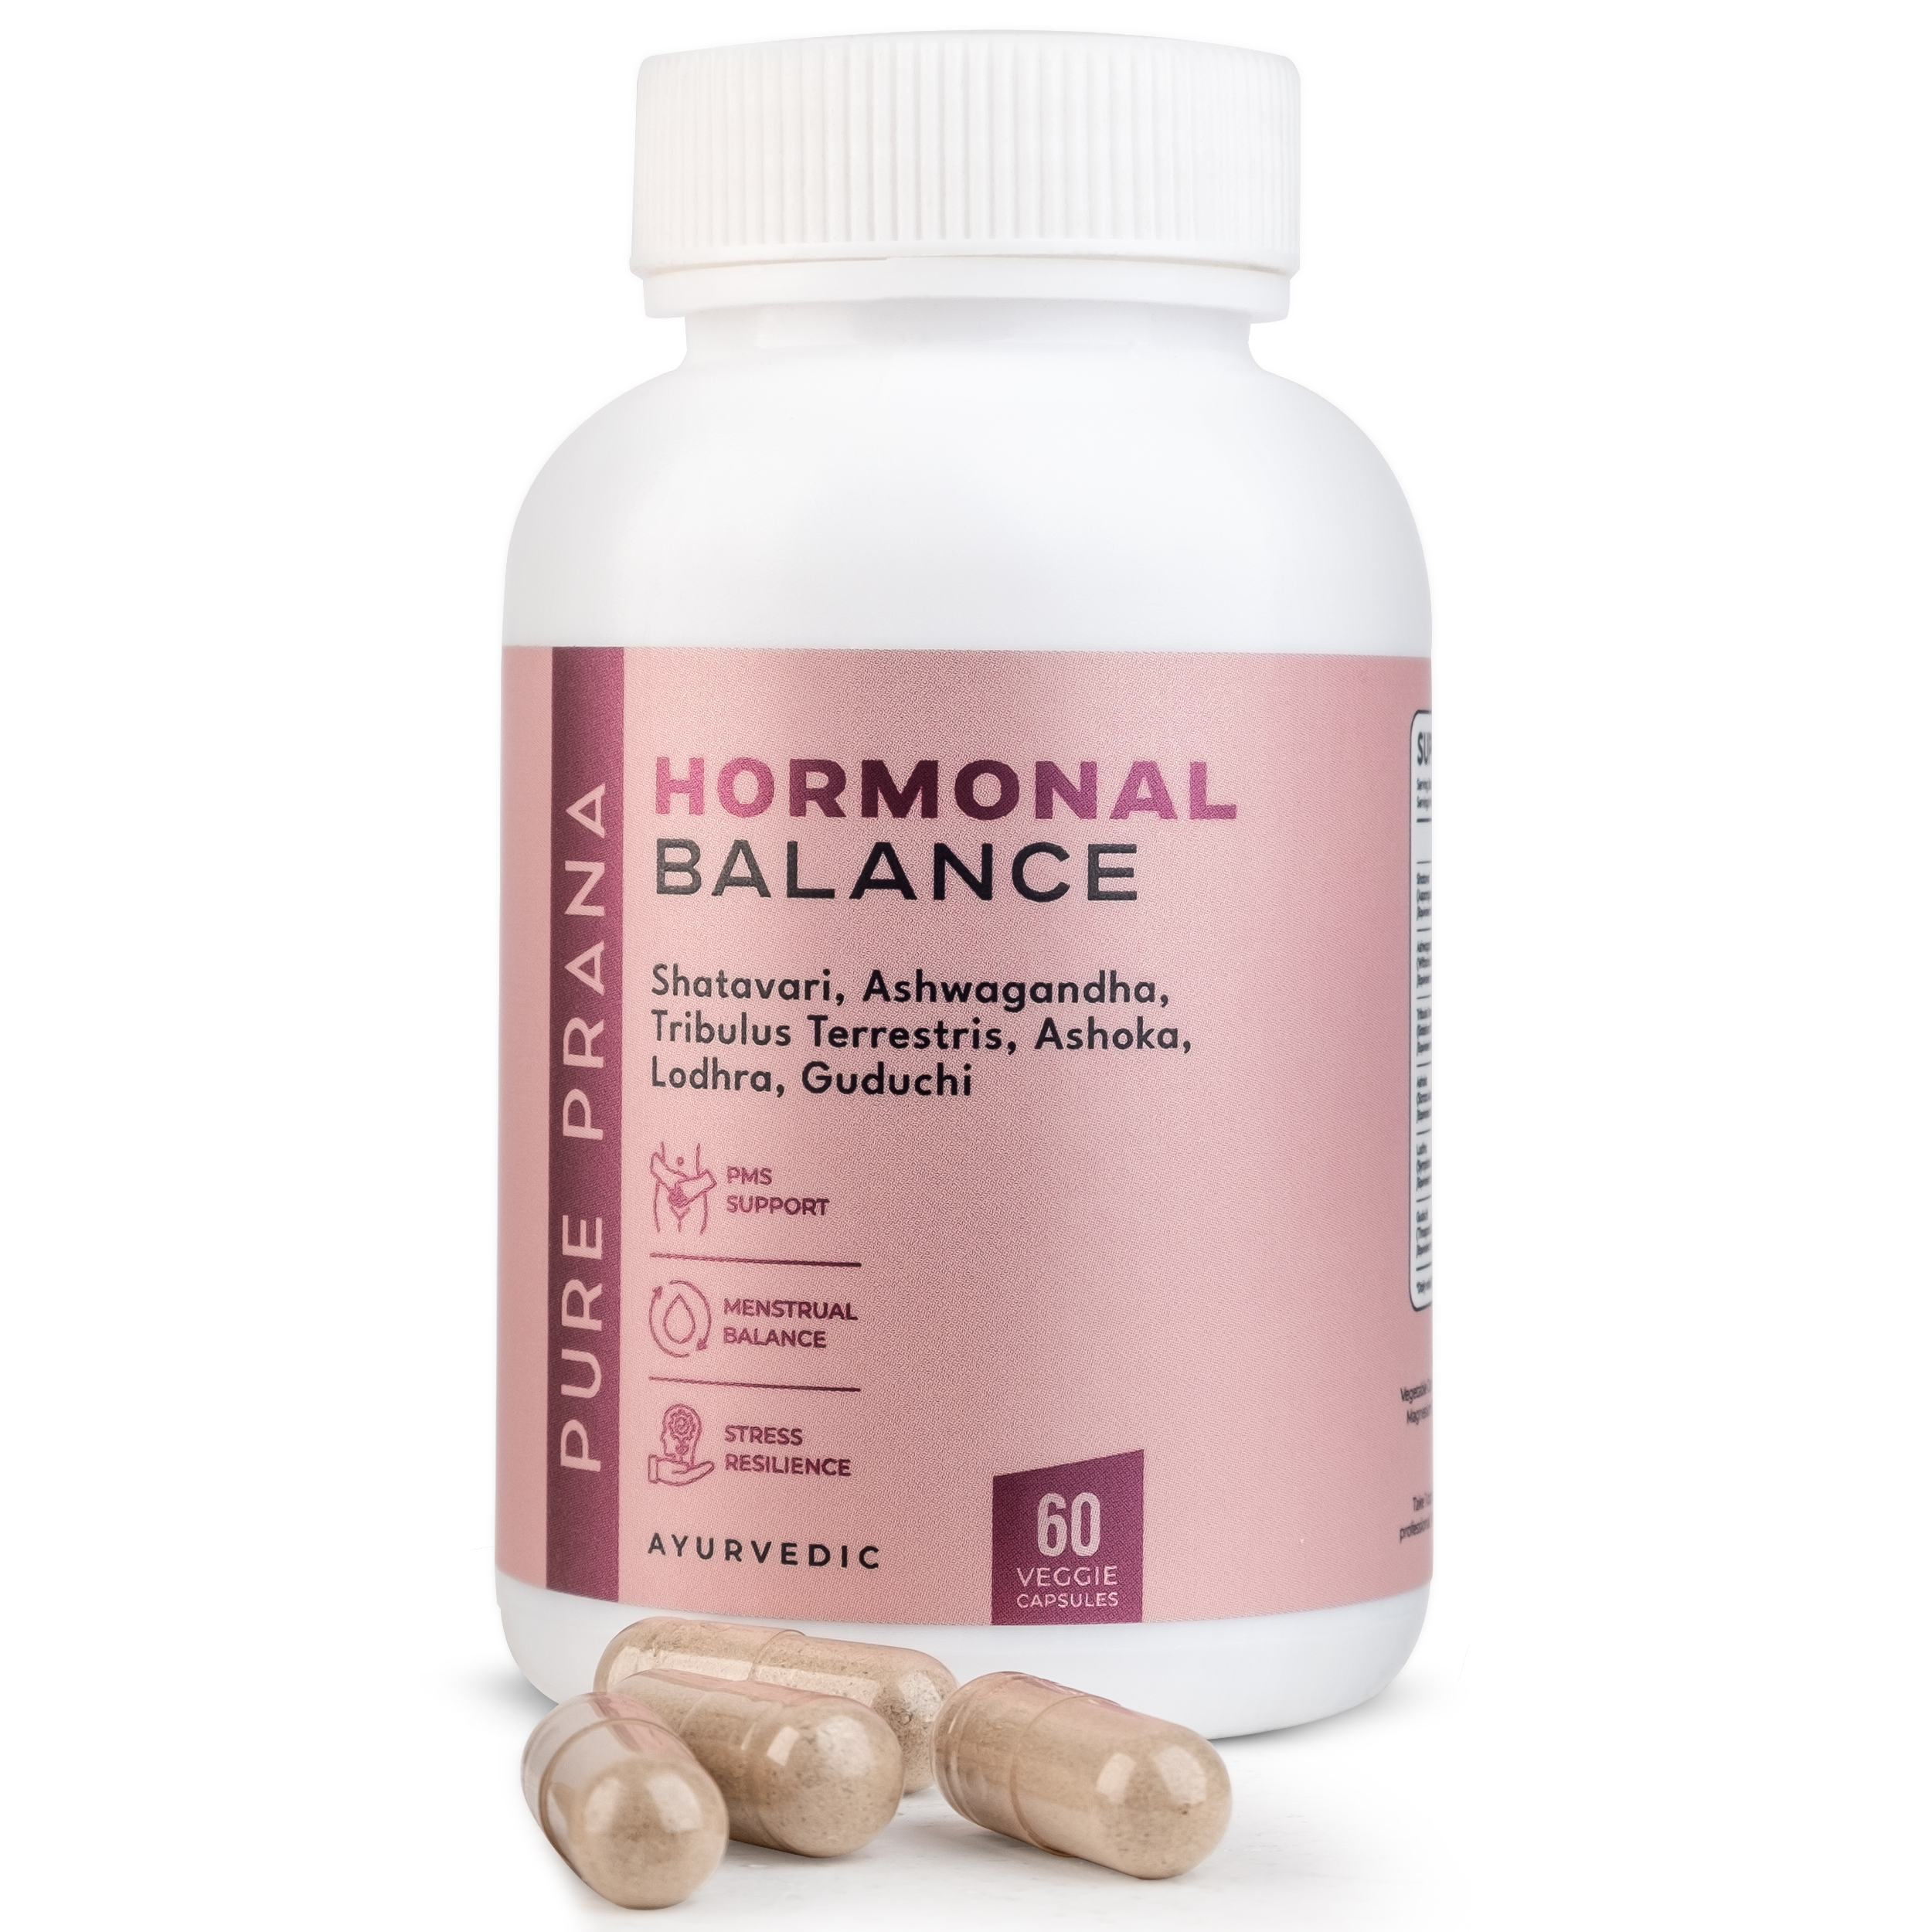 PURE PRANA
HORMONAL
BALANCE
Shatavari, Ashwagandha,
Tribulus Terrestris, Ashoka,
Lodhra, Guduchi
PMS
SUPPORT
MENSTRUAL
BALANCE
STRESS
RESILIENCE
AYURVEDIC
60
VEGGIE
CAPSULES